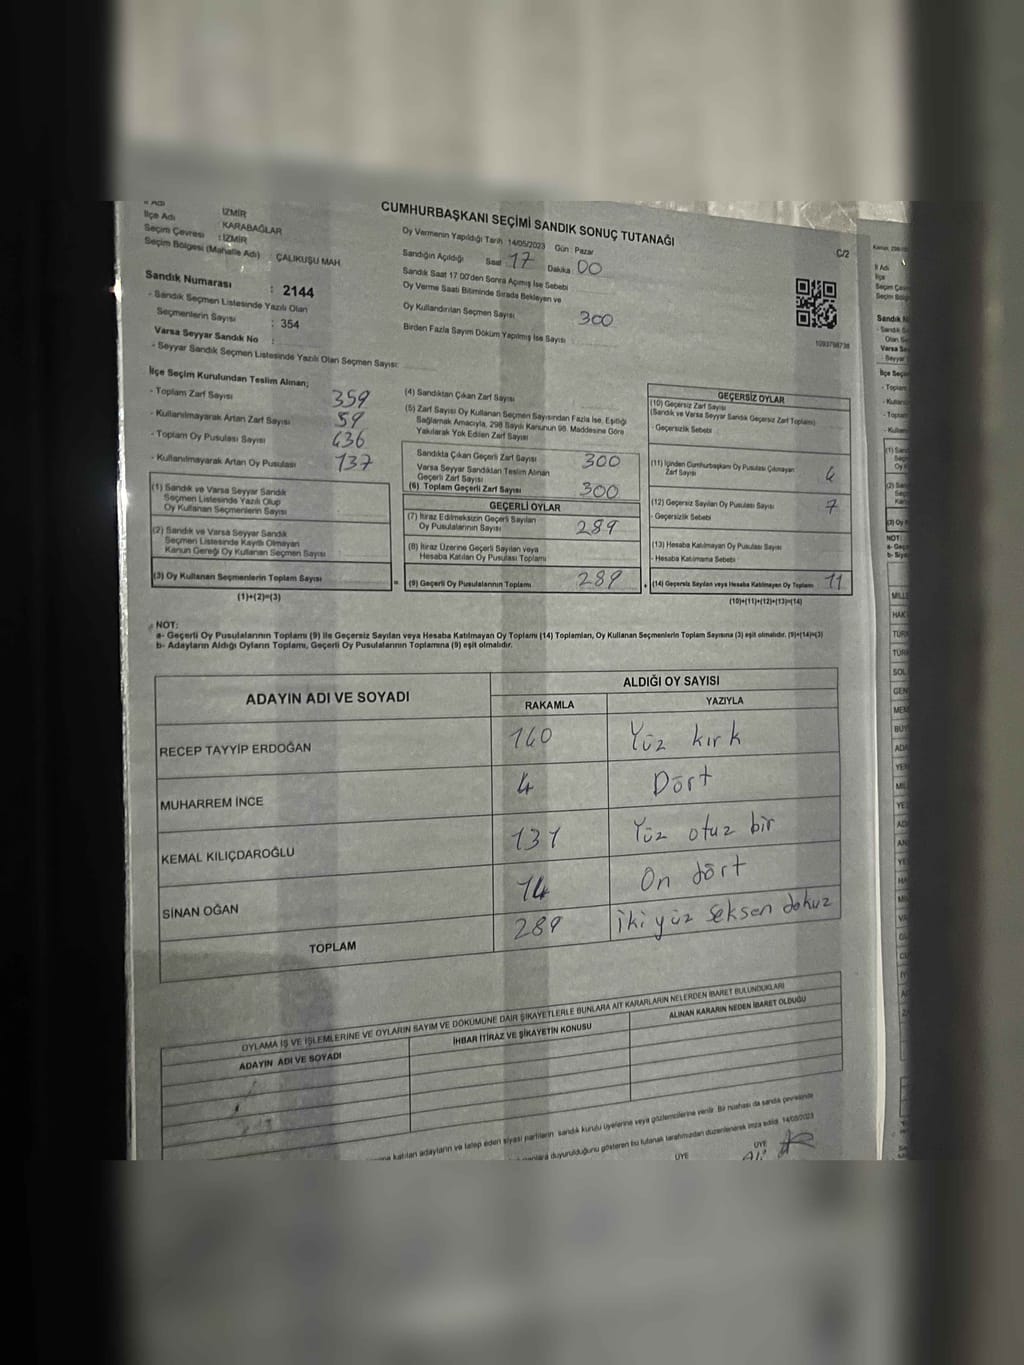 İl Adı
İZMİR
İlçe Adı
KARABAĞLAR
Seçim Çevresi : İZMİR
Seçim Bölgesi (Mahalle Adı) : ÇALIKUŞU MAH.
Sandık Numarası : 2144
- Sandık Seçmen Listesinde Yazılı Olan
Seçmenlerin Sayısı : 354
Varsa Seyyar Sandık No :
- Seyyar Sandık Seçmen Listesinde Yazılı Olan Seçmen Sayısı:
CUMHURBAŞKANI SEÇİMİ SANDIK SONUÇ TUTANAĞI
C/2
Oy Vermenin Yapıldığı Tarih 14/05/2023 Gün : Pazar
Sandığın Açıldığı Saat 17 Dakika 00
Sandık Saat 17:00'den Sonra Açılmış İse Sebebi
Oy Verme Saati Bitiminde Sırada Bekleyen ve
Oy Kullandırılan Seçmen Sayısı 300
Birden Fazla Sayım Döküm Yapılmış İse Sayısı
1093798738
İlçe Seçim Kurulundan Teslim Alınan;
- Toplam Zarf Sayısı 359
- Kullanılmayarak Artan Zarf Sayısı 59
- Toplam Oy Pusulası Sayısı 436
- Kullanılmayarak Artan Oy Pusulası 137
(1) Sandık ve Varsa Seyyar Sandık
Seçmen Listesinde Yazılı Olup
Oy Kullanan Seçmenlerin Sayısı
(2) Sandık ve Varsa Seyyar Sandık
Seçmen Listesinde Kayıtlı Olmayan
Kanun Gereği Oy Kullanan Seçmen Sayısı
(3) Oy Kullanan Seçmenlerin Toplam Sayısı
(1)+(2)=(3)
(4) Sandıktan Çıkan Zarf Sayısı
(5) Zarf Sayısı Oy Kullanan Seçmen Sayısından Fazla İse, Eşitliği
Sağlamak Amacıyla, 298 Sayılı Kanunun 98. Maddesine Göre
Yakılarak Yok Edilen Zarf Sayısı
Sandıkta Çıkan Geçerli Zarf Sayısı 300
Varsa Seyyar Sandıktan Teslim Alınan
Geçerli Zarf Sayısı
(6) Toplam Geçerli Zarf Sayısı 300
GEÇERLİ OYLAR
(7) İtiraz Edilmeksizin Geçerli Sayılan
Oy Pusulalarının Sayısı 289
(8) İtiraz Üzerine Geçerli Sayılan veya
Hesaba Katılan Oy Pusulası Toplamı
= (9) Geçerli Oy Pusulalarının Toplamı 289
GEÇERSİZ OYLAR
(10) Geçersiz Zarf Sayısı
(Sandık ve Varsa Seyyar Sandık Geçersiz Zarf Toplamı)
- Geçersizlik Sebebi
(11) İçinden Cumhurbaşkanı Oy Pusulası Çıkmayan
Zarf Sayısı 4
(12) Geçersiz Sayılan Oy Pusulası Sayısı 7
- Geçersizlik Sebebi
(13) Hesaba Katılmayan Oy Pusulası Sayısı
- Hesaba Katılmama Sebebi
+ (14) Geçersiz Sayılan veya Hesaba Katılmayan Oy Toplamı 11
(10)+(11)+(12)+(13)=(14)
NOT:
a- Geçerli Oy Pusulalarının Toplamı (9) ile Geçersiz Sayılan veya Hesaba Katılmayan Oy Toplamı (14) Toplamları, Oy Kullanan Seçmenlerin Toplam Sayısına (3) eşit olmalıdır. (9)+(14)=(3)
b- Adayların Aldığı Oyların Toplamı, Geçerli Oy Pusulalarının Toplamına (9) eşit olmalıdır.
ADAYIN ADI VE SOYADI
ALDIĞI OY SAYISI
RAKAMLA YAZIYLA
RECEP TAYYİP ERDOĞAN 140 Yüz kırk
MUHARREM İNCE 4 Dört
KEMAL KILIÇDAROĞLU 131 Yüz otuz bir
SİNAN OĞAN 14 On dört
TOPLAM 289 İki yüz seksen dokuz
OYLAMA İŞ VE İŞLEMLERİNE VE OYLARIN SAYIM VE DÖKÜMÜNE DAİR ŞİKAYETLERLE BUNLARA AİT KARARLARIN NELERDEN İBARET BULUNDUKLARI
ADAYIN ADI VE SOYADI İHBAR İTİRAZ VE ŞİKAYETİN KONUSU ALINAN KARARIN NEDEN İBARET OLDUĞU
katılan adayların ve talep eden siyasi partilerin sandık kurulu üyelerine veya gözlemcilerine verilir. Bir nüshası da sandık çevresinde
duyurulduğunu gösteren bu tutanak tarafımızdan düzenlenerek imza edildi. 14/05/2023
ÜYE ÜYE